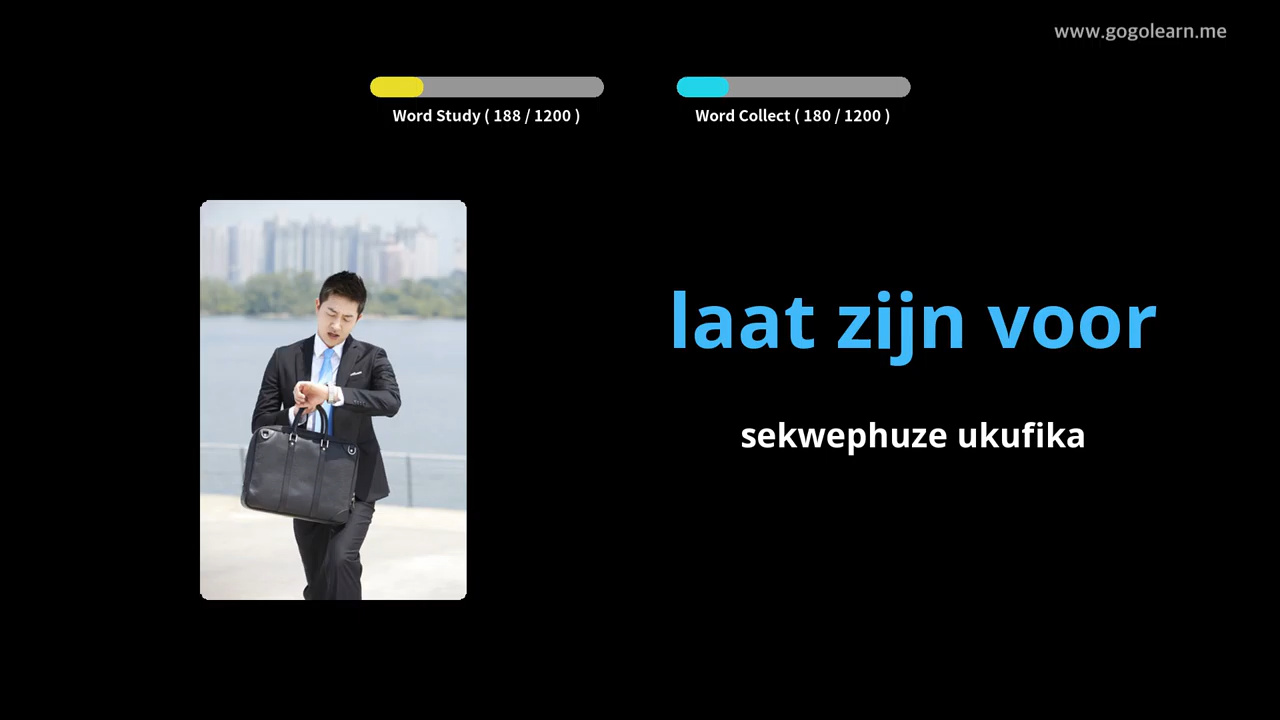 www.gogolearn.me
Word Study ( 188 / 1200 )
Word Collect ( 180 / 1200 )
laat zijn voor
sekwephuze ukufika